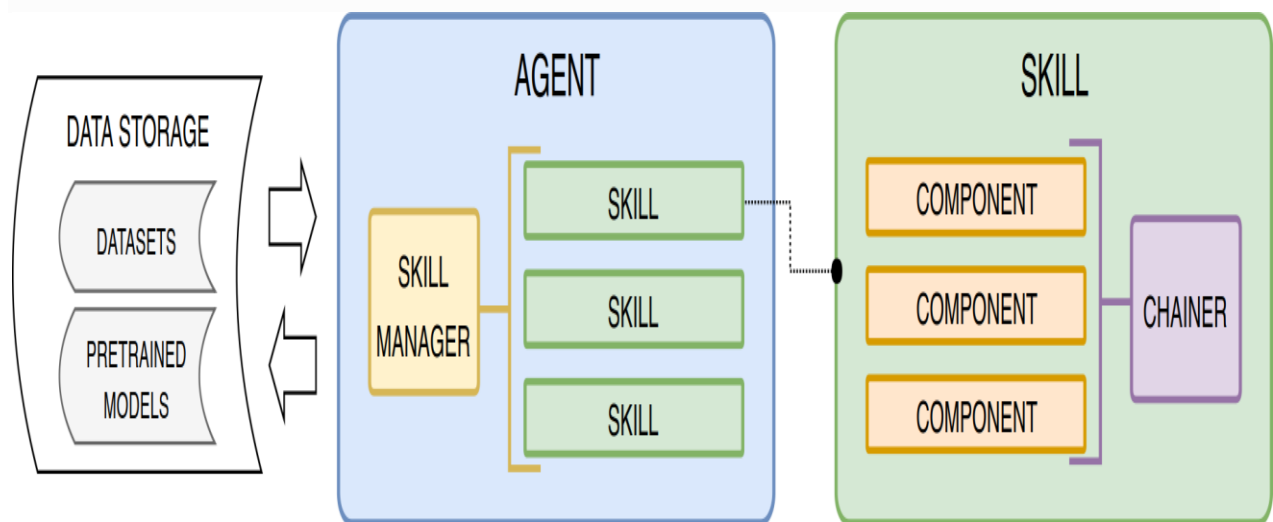 DATA STORAGE
DATASETS
PRETRAINED
MODELS
AGENT
SKILL
MANAGER
SKILL
SKILL
SKILL
SKILL
COMPONENT
COMPONENT
COMPONENT
CHAINER